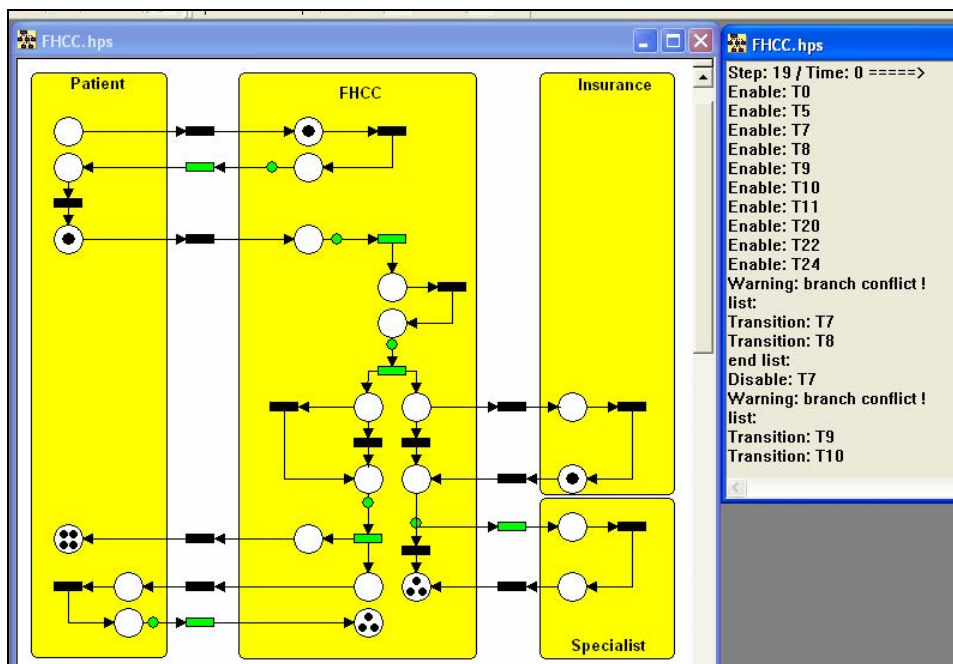 FHCC.hps
Patient
FHCC
Insurance
Specialist
FHCC.hps
Step: 19 / Time: 0 =====>
Enable: T0
Enable: T5
Enable: T7
Enable: T8
Enable: T9
Enable: T10
Enable: T11
Enable: T20
Enable: T22
Enable: T24
Warning: branch conflict !
list:
Transition: T7
Transition: T8
end list:
Disable: T7
Warning: branch conflict !
list:
Transition: T9
Transition: T10